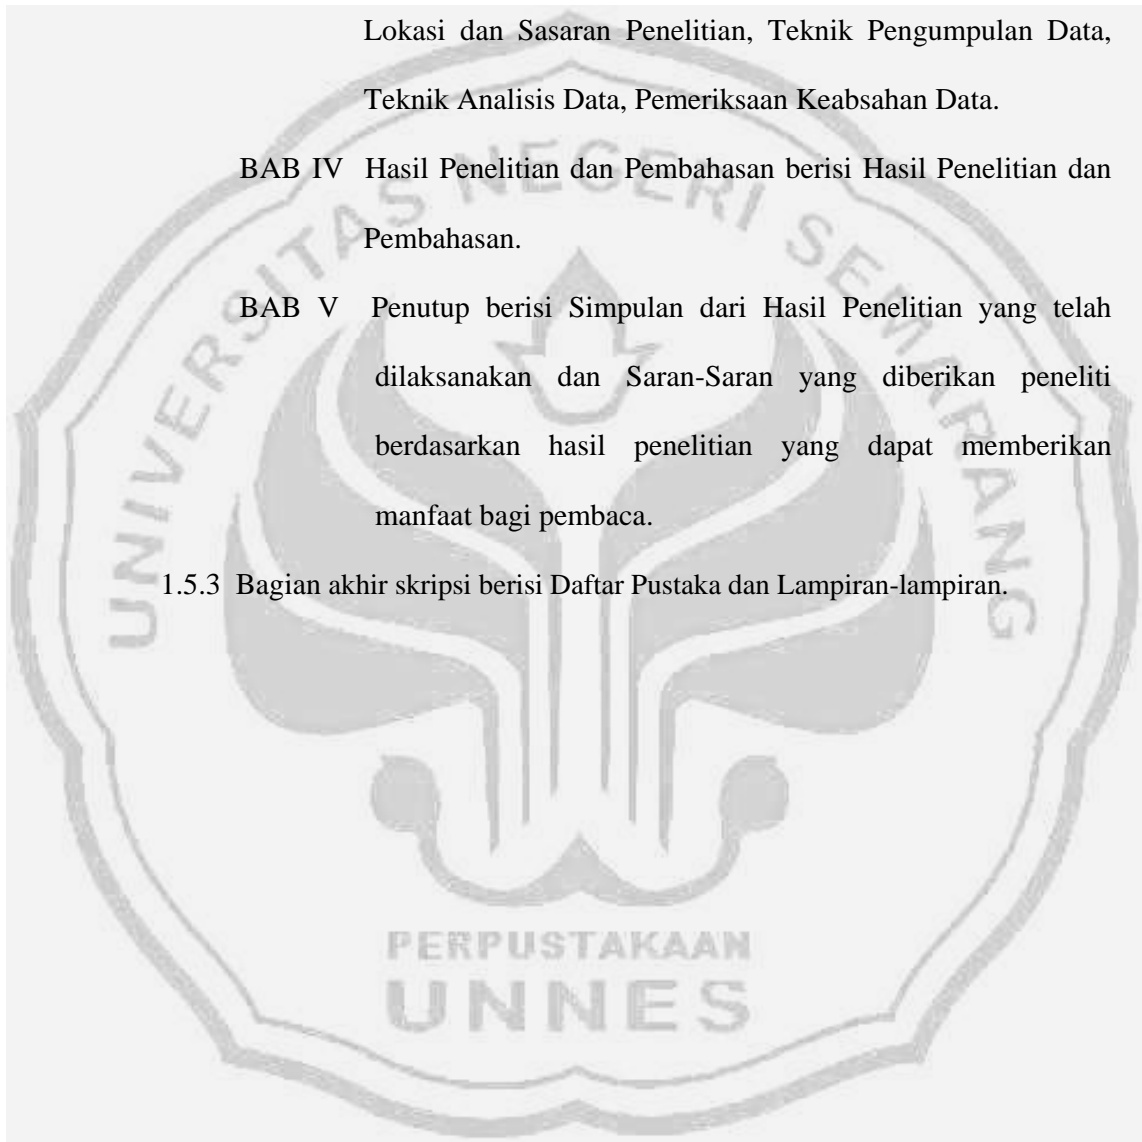 Lokasi dan Sasaran Penelitian, Teknik Pengumpulan Data,
Teknik Analisis Data, Pemeriksaan Keabsahan Data.
BAB IV Hasil Penelitian dan Pembahasan berisi Hasil Penelitian dan
Pembahasan.
BAB V Penutup berisi Simpulan dari Hasil Penelitian yang telah
dilaksanakan dan Saran-Saran yang diberikan peneliti
berdasarkan hasil penelitian yang dapat memberikan
manfaat bagi pembaca.
1.5.3 Bagian akhir skripsi berisi Daftar Pustaka dan Lampiran-lampiran.
UNIVERSITAS NEGERI SEMARANG
PERPUSTAKAAN
UNNES